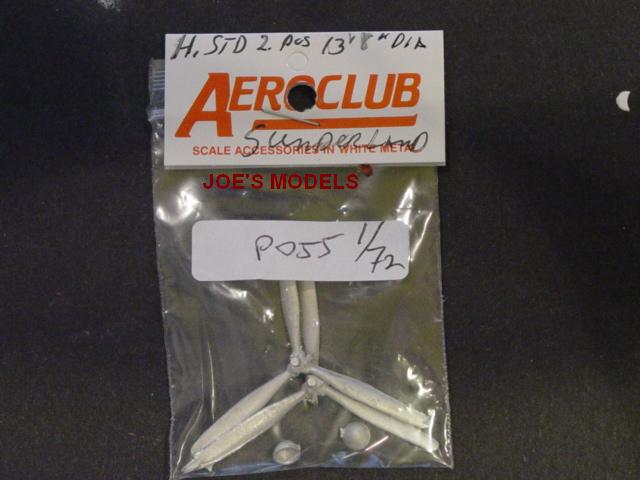 H. STD 2. Pos 13' 8" DIA
AEROCLUB
SUNDERLAND
SCALE ACCESSORIES IN WHITE METAL
JOE'S MODELS
P055 1/72